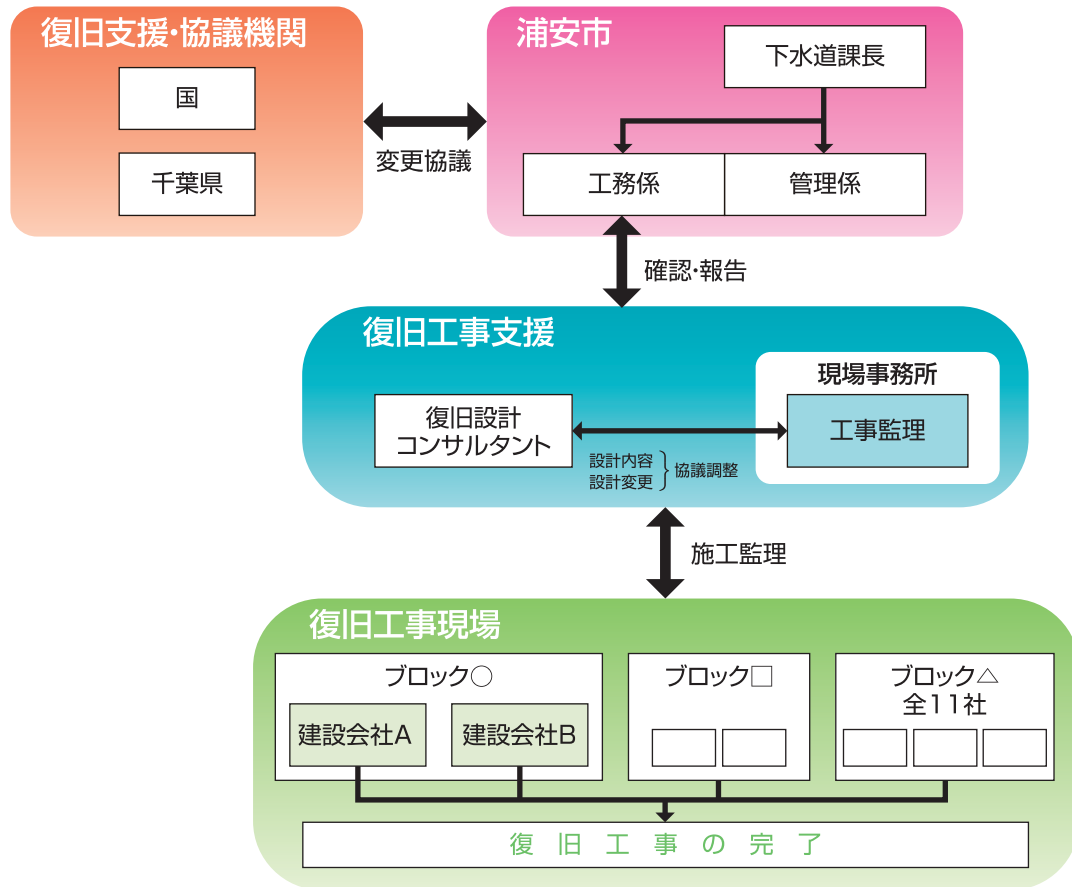 復旧支援・協議機関
国
千葉県
変更協議
浦安市
下水道課長
工務係
管理係
確認・報告
復旧工事支援
復旧設計
コンサルタント
設計内容
設計変更
協議調整
現場事務所
工事監理
施工監理
復旧工事現場
ブロック○
建設会社A
建設会社B
ブロック□
ブロック△
全11社
復旧工事の完了